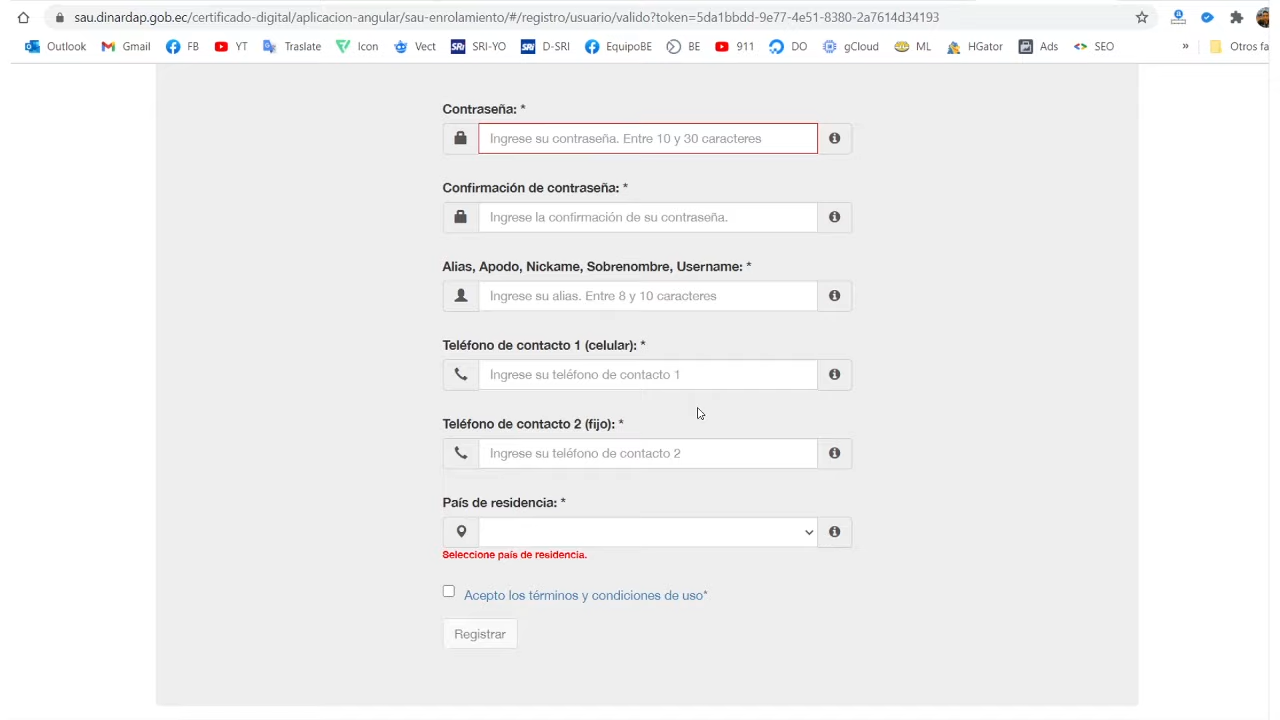 sau.dinardap.gob.ec/certificado-digital/aplicacion-angular/sau-enrolamiento/#/registro/usuario/valido?token=5da1bbdd-9e77-4e51-8380-2a7614d34193
Outlook Gmail FB YT Traslate Icon Vect SRi SRI-YO SRi D-SRI EquipoBE BE 911 DO gCloud ML HGator Ads SEO » Otros fa
Contraseña: *
Ingrese su contraseña. Entre 10 y 30 caracteres
Confirmación de contraseña: *
Ingrese la confirmación de su contraseña.
Alias, Apodo, Nickame, Sobrenombre, Username: *
Ingrese su alias. Entre 8 y 10 caracteres
Teléfono de contacto 1 (celular): *
Ingrese su teléfono de contacto 1
Teléfono de contacto 2 (fijo): *
Ingrese su teléfono de contacto 2
País de residencia: *
Seleccione país de residencia.
Acepto los términos y condiciones de uso*
Registrar